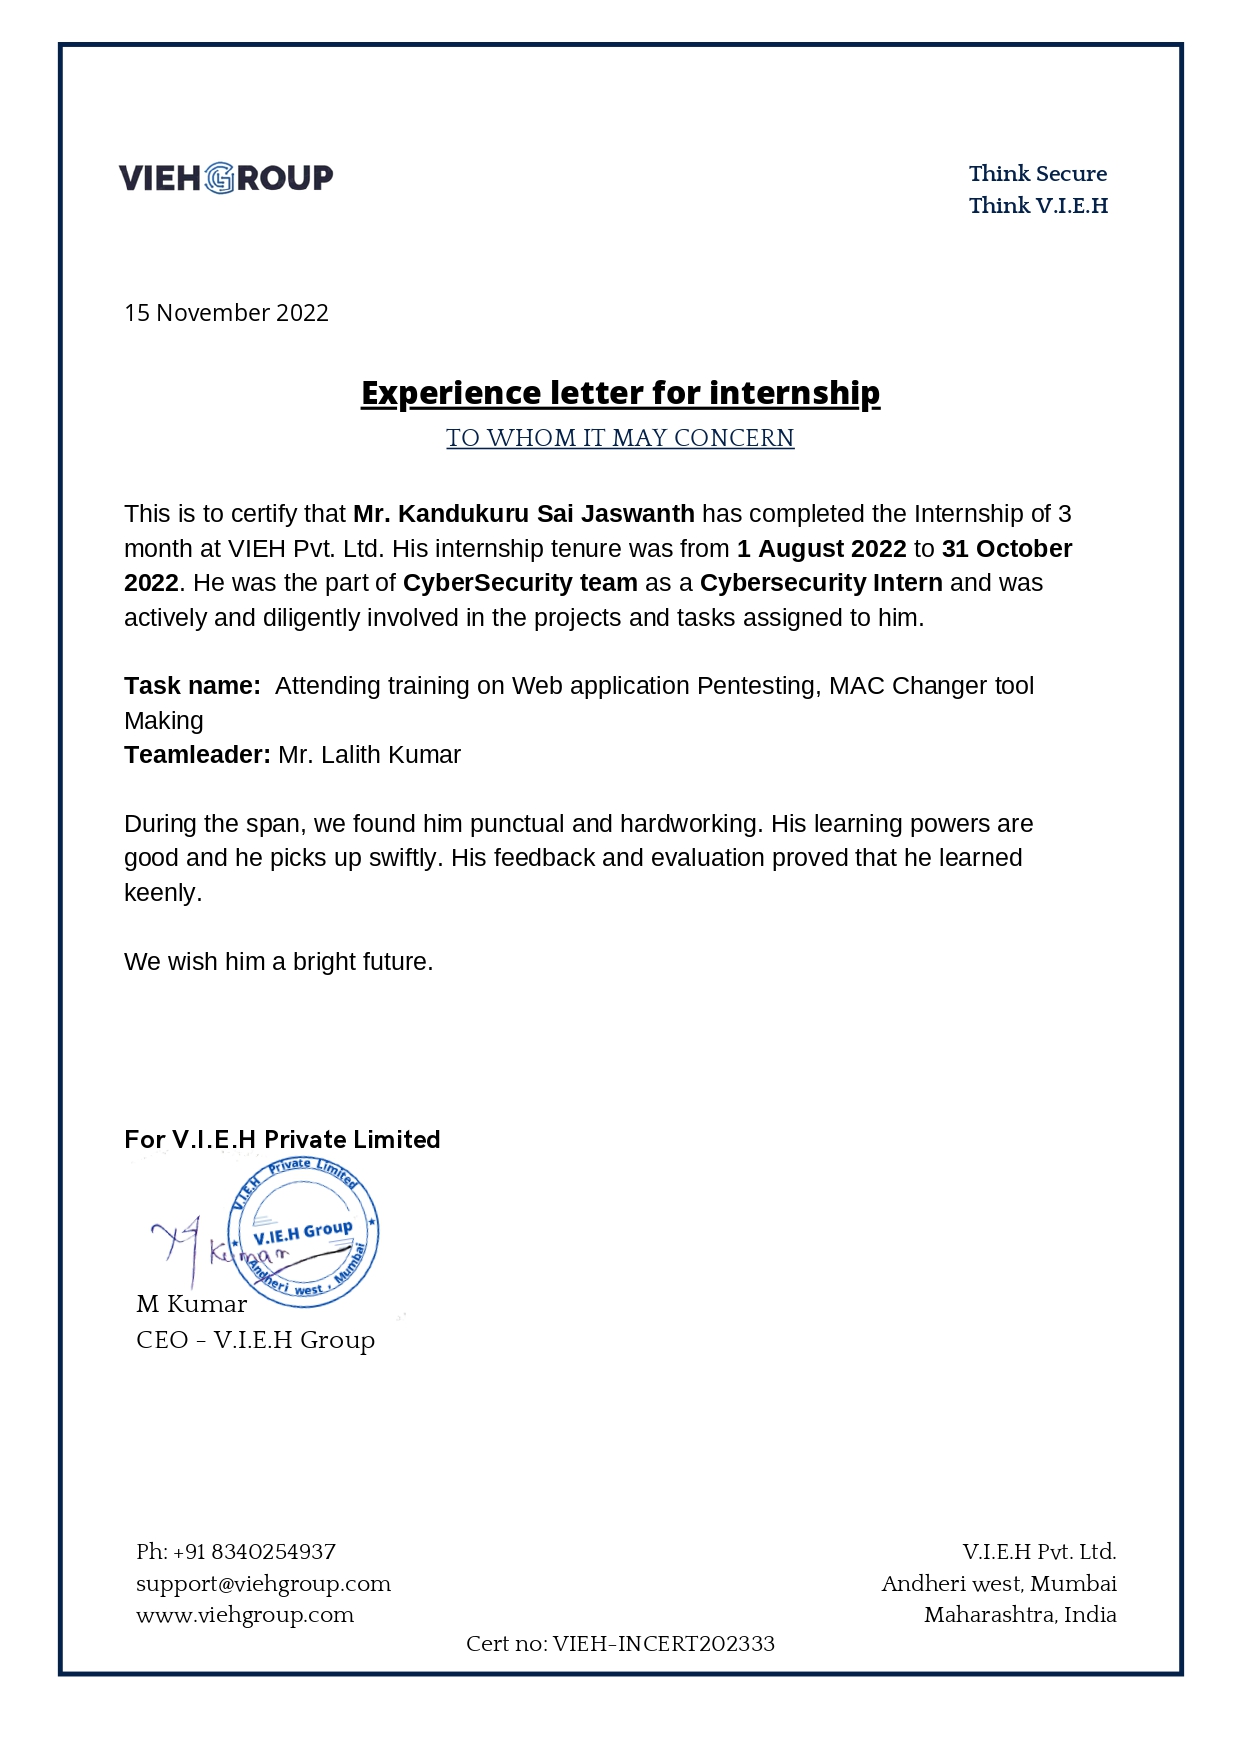 VIEHGROUP
Think Secure
Think V.I.E.H
15 November 2022
Experience letter for internship
TO WHOM IT MAY CONCERN
This is to certify that Mr. Kandukuru Sai Jaswanth has completed the Internship of 3
month at VIEH Pvt. Ltd. His internship tenure was from 1 August 2022 to 31 October
2022. He was the part of CyberSecurity team as a Cybersecurity Intern and was
actively and diligently involved in the projects and tasks assigned to him.
Task name:  Attending training on Web application Pentesting, MAC Changer tool
Making
Teamleader: Mr. Lalith Kumar
During the span, we found him punctual and hardworking. His learning powers are
good and he picks up swiftly. His feedback and evaluation proved that he learned
keenly.
We wish him a bright future.
For V.I.E.H Private Limited
V.I.E.H Private Limited
V.IE.H Group
Andheri west , Mumbai
Kumar
M Kumar
CEO - V.I.E.H Group
Ph: +91 8340254937
support@viehgroup.com
www.viehgroup.com
V.I.E.H Pvt. Ltd.
Andheri west, Mumbai
Maharashtra, India
Cert no: VIEH-INCERT202333